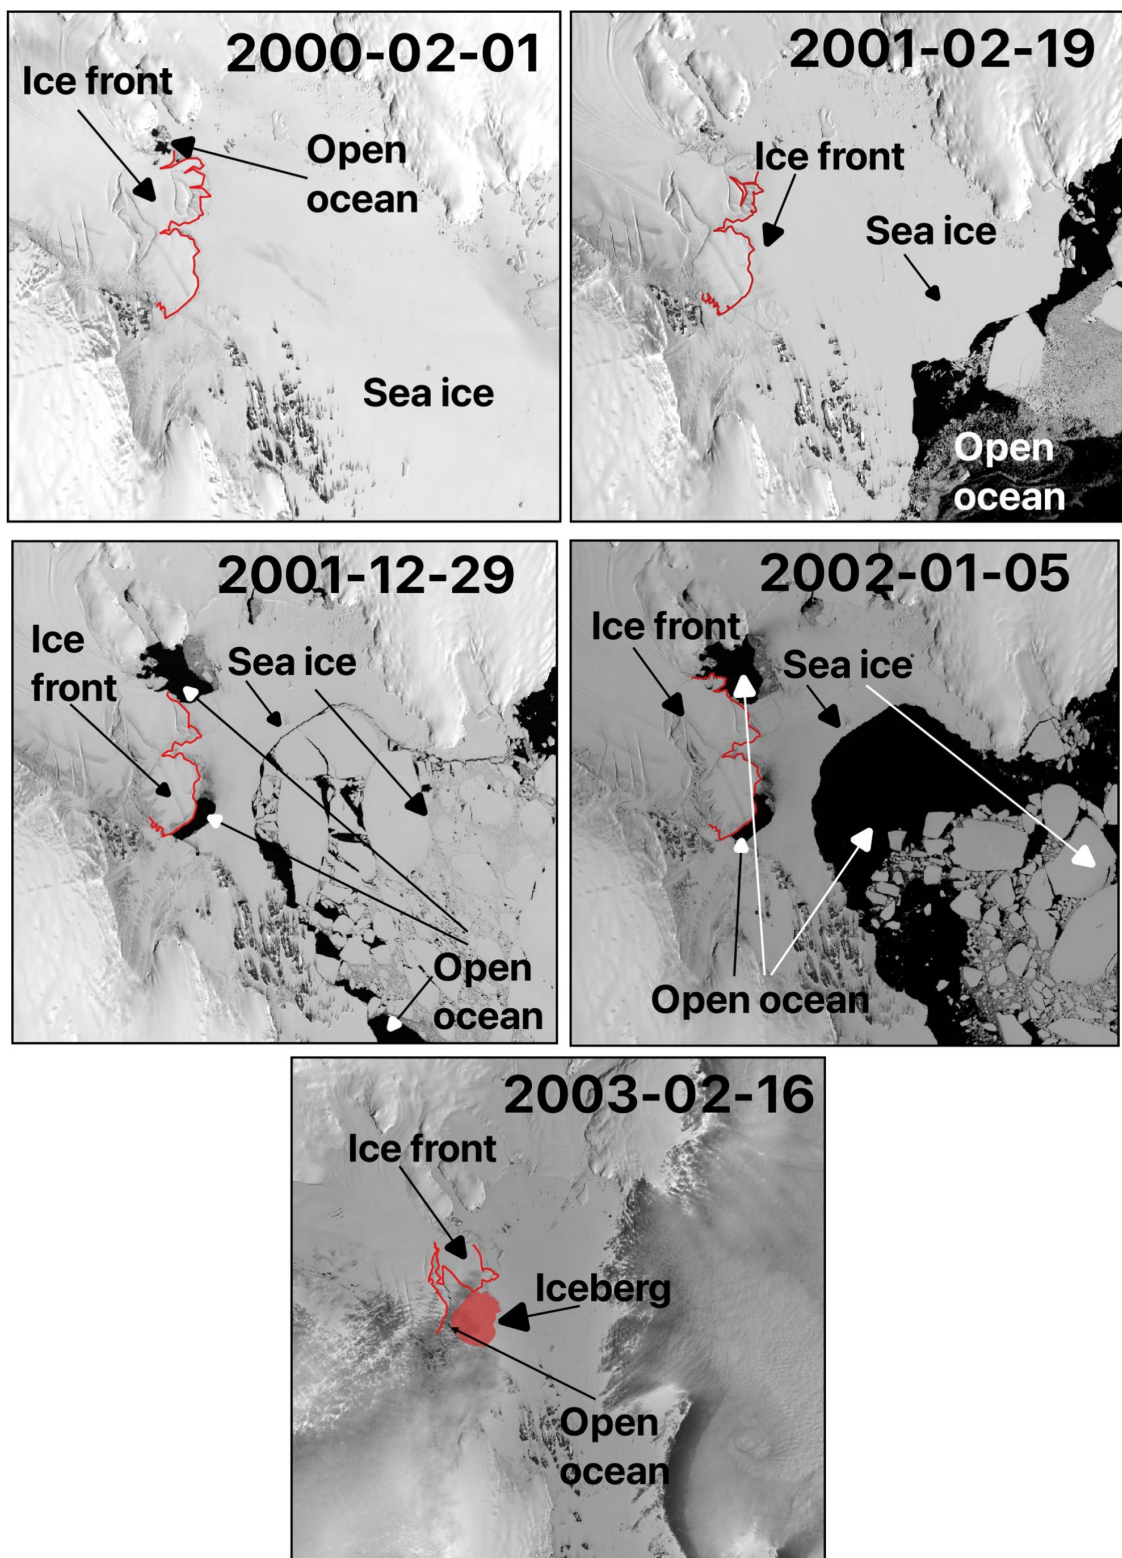 2000-02-01
Ice front
Open
ocean
Sea ice
2001-02-19
Ice front
Sea ice
Open
ocean
2001-12-29
Ice
front
Sea ice
Open
ocean
2002-01-05
Ice front
Sea ice
Open ocean
2003-02-16
Ice front
Iceberg
Open
ocean